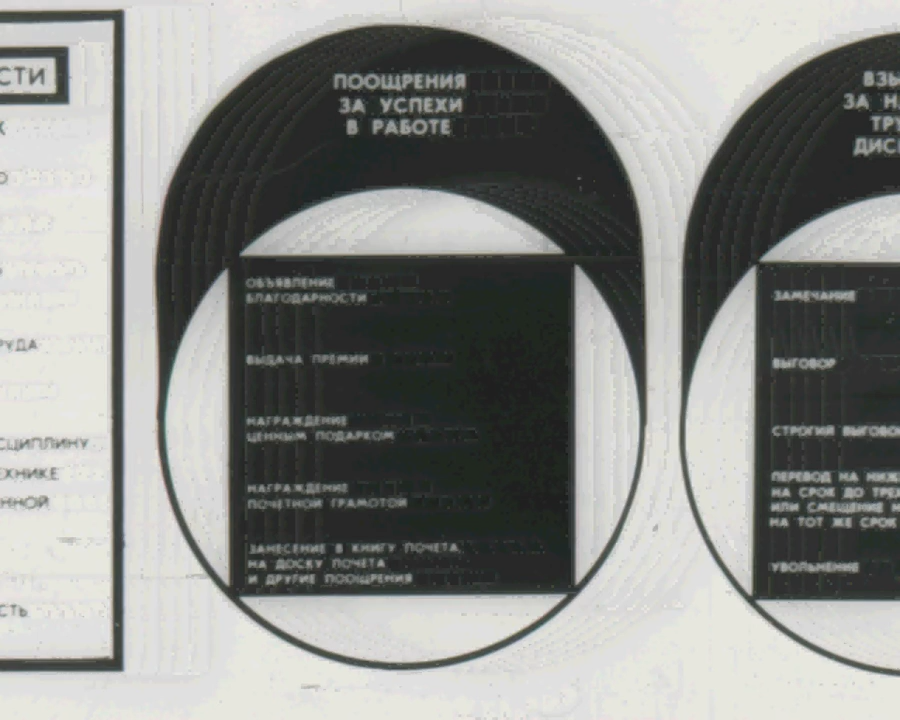 СТИ
К
РУДА
СЦИПЛИНУ
ЕХНИКЕ
ННОЙ
СТЬ
ПООЩРЕНИЯ
ЗА УСПЕХИ
В РАБОТЕ
ОБЪЯВЛЕНИЕ
БЛАГОДАРНОСТИ
ВЫДАЧА ПРЕМИИ
НАГРАЖДЕНИЕ
ЦЕННЫМ ПОДАРКОМ
НАГРАЖДЕНИЕ
ПОЧЕТНОЙ ГРАМОТОЙ
ЗАНЕСЕНИЕ В КНИГУ ПОЧЕТА,
НА ДОСКУ ПОЧЕТА
И ДРУГИЕ ПООЩРЕНИЯ
ВЗЫ
ЗА Н
ТРУ
ДИСЦ
ЗАМЕЧАНИЕ
ВЫГОВОР
СТРОГИЙ ВЫГОВО
ПЕРЕВОД НА НИЖ
НА СРОК ДО ТРЕХ
ИЛИ СМЕЩЕНИЕ Н
НА ТОТ ЖЕ СРОК
УВОЛЬНЕНИЕ